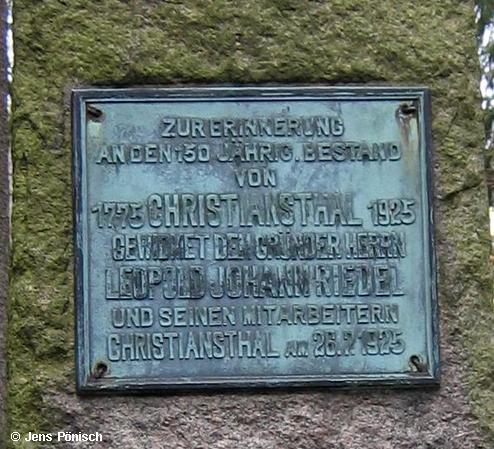 ZUR ERINNERUNG
AN DEN 150 JÄHRIG. BESTAND
VON
1775 CHRISTIANSTHAL 1925
GEWIDMET DEM GRÜNDER HERRN
LEOPOLD JOHANN RIEDEL
UND SEINEN MITARBEITERN
CHRISTIANSTHAL AM 26.7. 1925
© Jens Pönisch